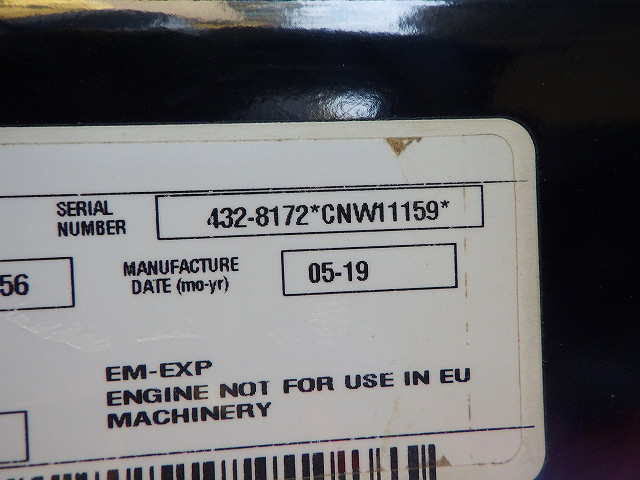 SERIAL NUMBER 432-8172*CNW11159*
56 MANUFACTURE DATE (mo-yr) 05-19
EM-EXP
ENGINE NOT FOR USE IN EU
MACHINERY